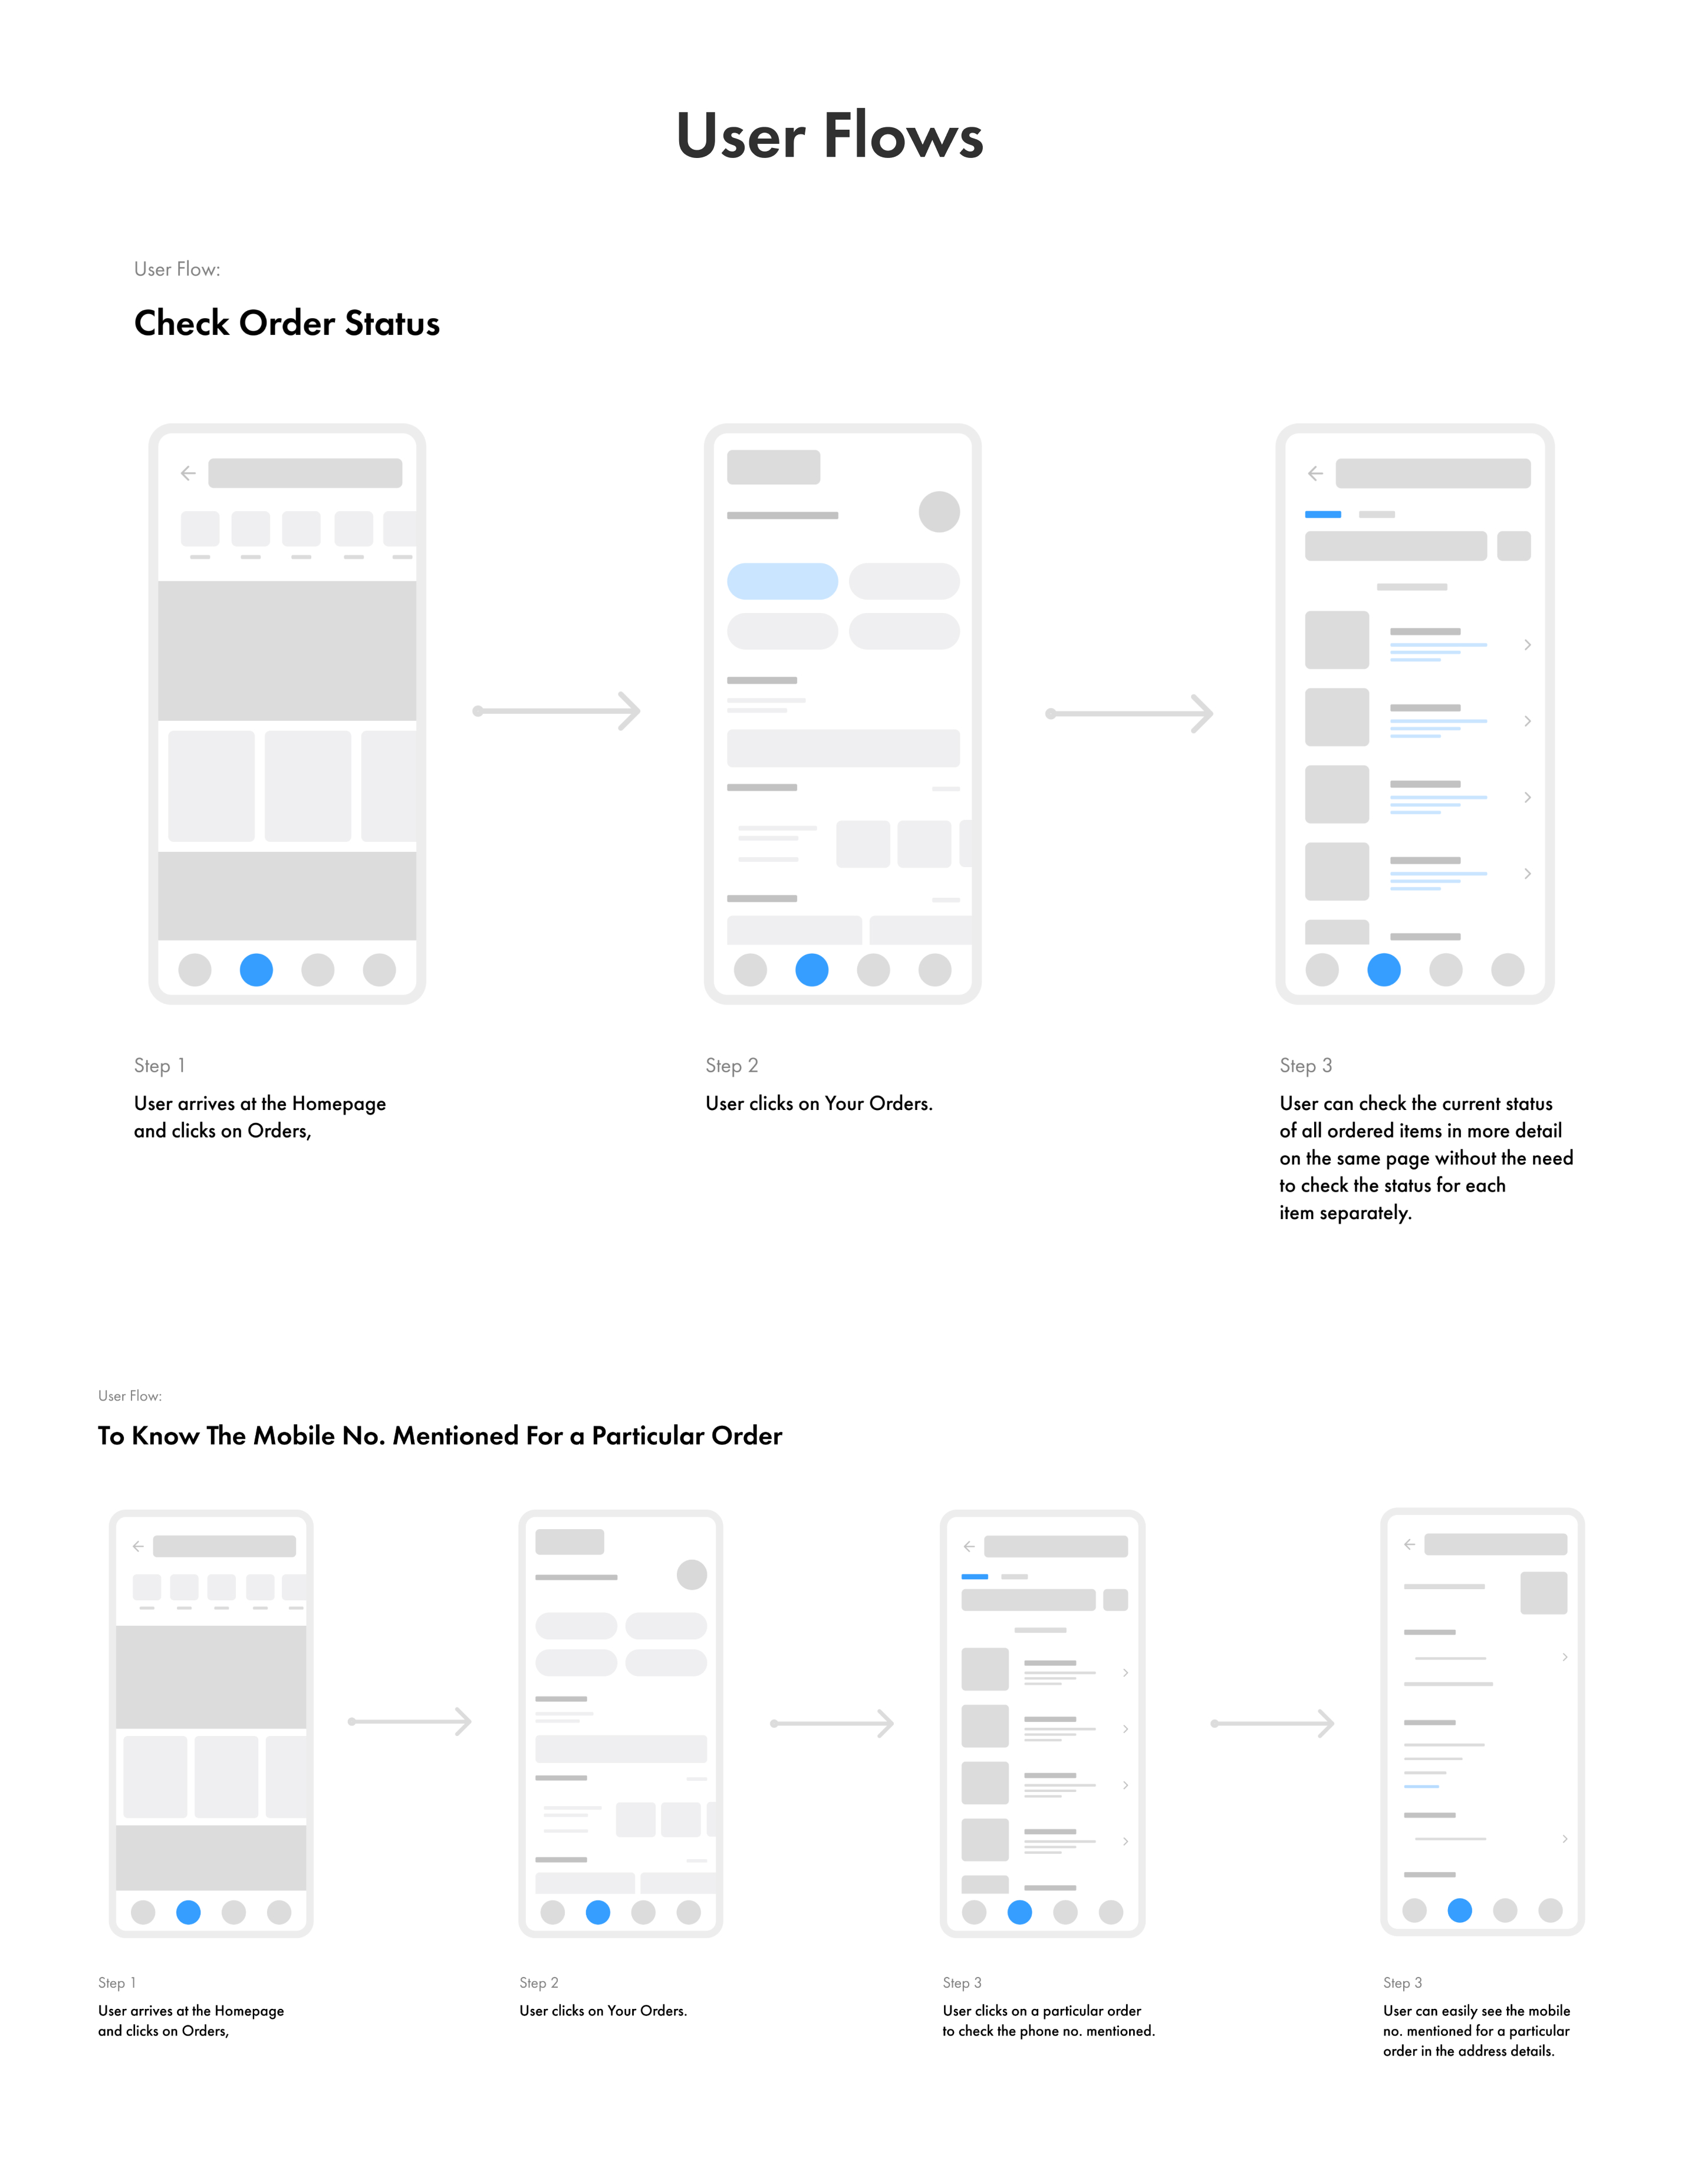 User Flows
User Flow:
Check Order Status
Step 1
User arrives at the Homepage
and clicks on Orders,
Step 2
User clicks on Your Orders.
Step 3
User can check the current status
of all ordered items in more detail
on the same page without the need
to check the status for each
item separately.
User Flow:
To Know The Mobile No. Mentioned For a Particular Order
Step 1
User arrives at the Homepage
and clicks on Orders,
Step 2
User clicks on Your Orders.
Step 3
User clicks on a particular order
to check the phone no. mentioned.
Step 3
User can easily see the mobile
no. mentioned for a particular
order in the address details.